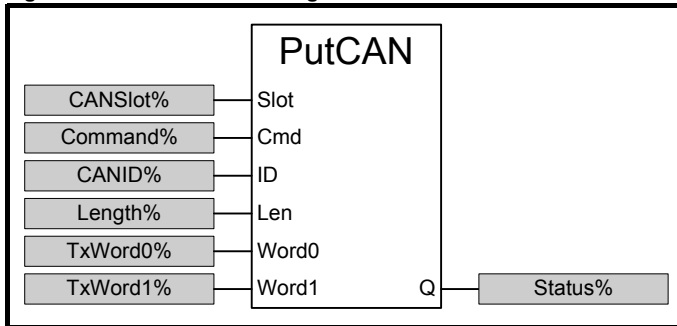 PutCAN
CANSlot% Slot
Command% Cmd
CANID% ID
Length% Len
TxWord0% Word0
TxWord1% Word1 Q Status%